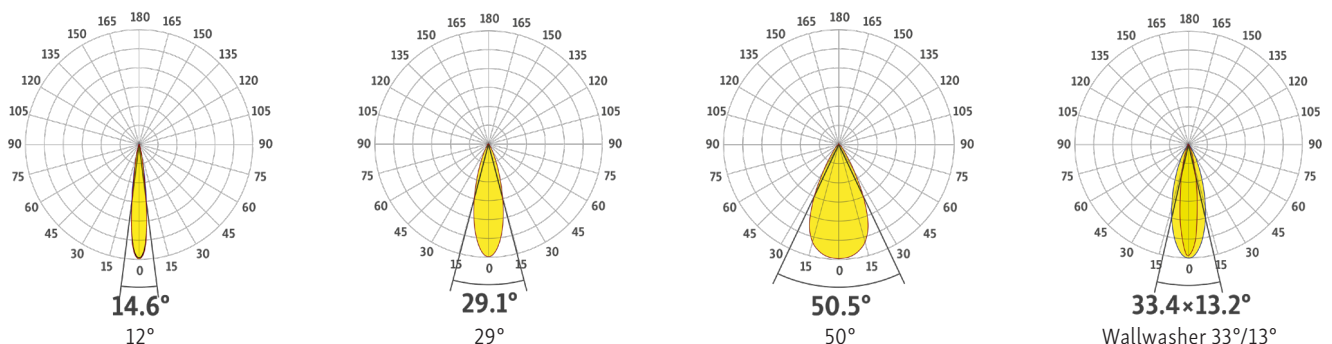 180 180 180 180
165 165 165 165 165 165 165 165
150 150 150 150 150 150 150 150
135 135 135 135 135 135 135 135
120 120 120 120 120 120 120 120
105 105 105 105 105 105 105 105
90 90 90 90 90 90 90 90
75 75 75 75 75 75 75 75
60 60 60 60 60 60 60 60
45 45 45 45 45 45 45 45
30 30 30 30 30 30 30 30
15 0 15 15 0 15 15 0 15 15 0 15
14.6° 29.1° 50.5° 33.4×13.2°
12° 29° 50° Wallwasher 33°/13°